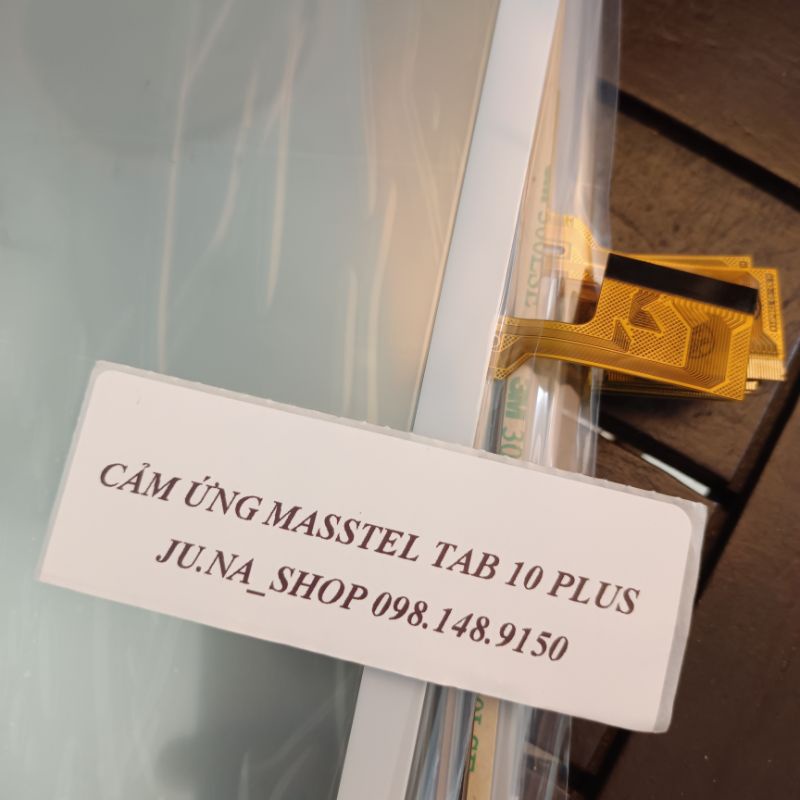 CẢM ỨNG MASSTEL TAB 10 PLUS
JU.NA_SHOP 098.148.9150